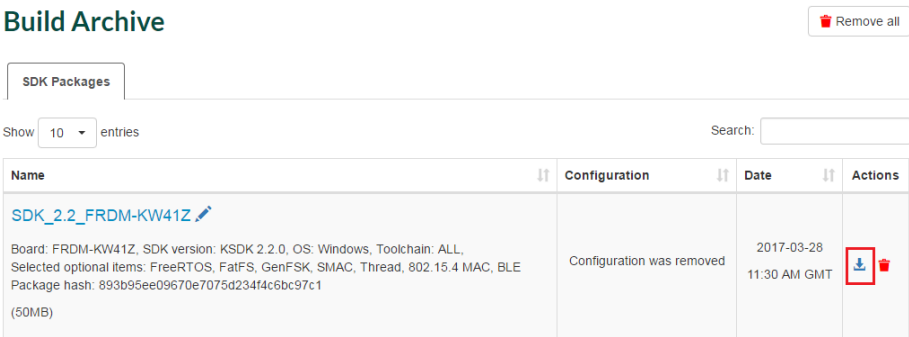 Build Archive
Remove all
SDK Packages
Show 10 entries
Search:
Name Configuration Date Actions
SDK_2.2_FRDM-KW41Z
Board: FRDM-KW41Z, SDK version: KSDK 2.2.0, OS: Windows, Toolchain: ALL,
Selected optional items: FreeRTOS, FatFS, GenFSK, SMAC, Thread, 802.15.4 MAC, BLE
Package hash: 893b95ee09670e7075d234f4c6bc97c1
(50MB)
Configuration was removed
2017-03-28
11:30 AM GMT